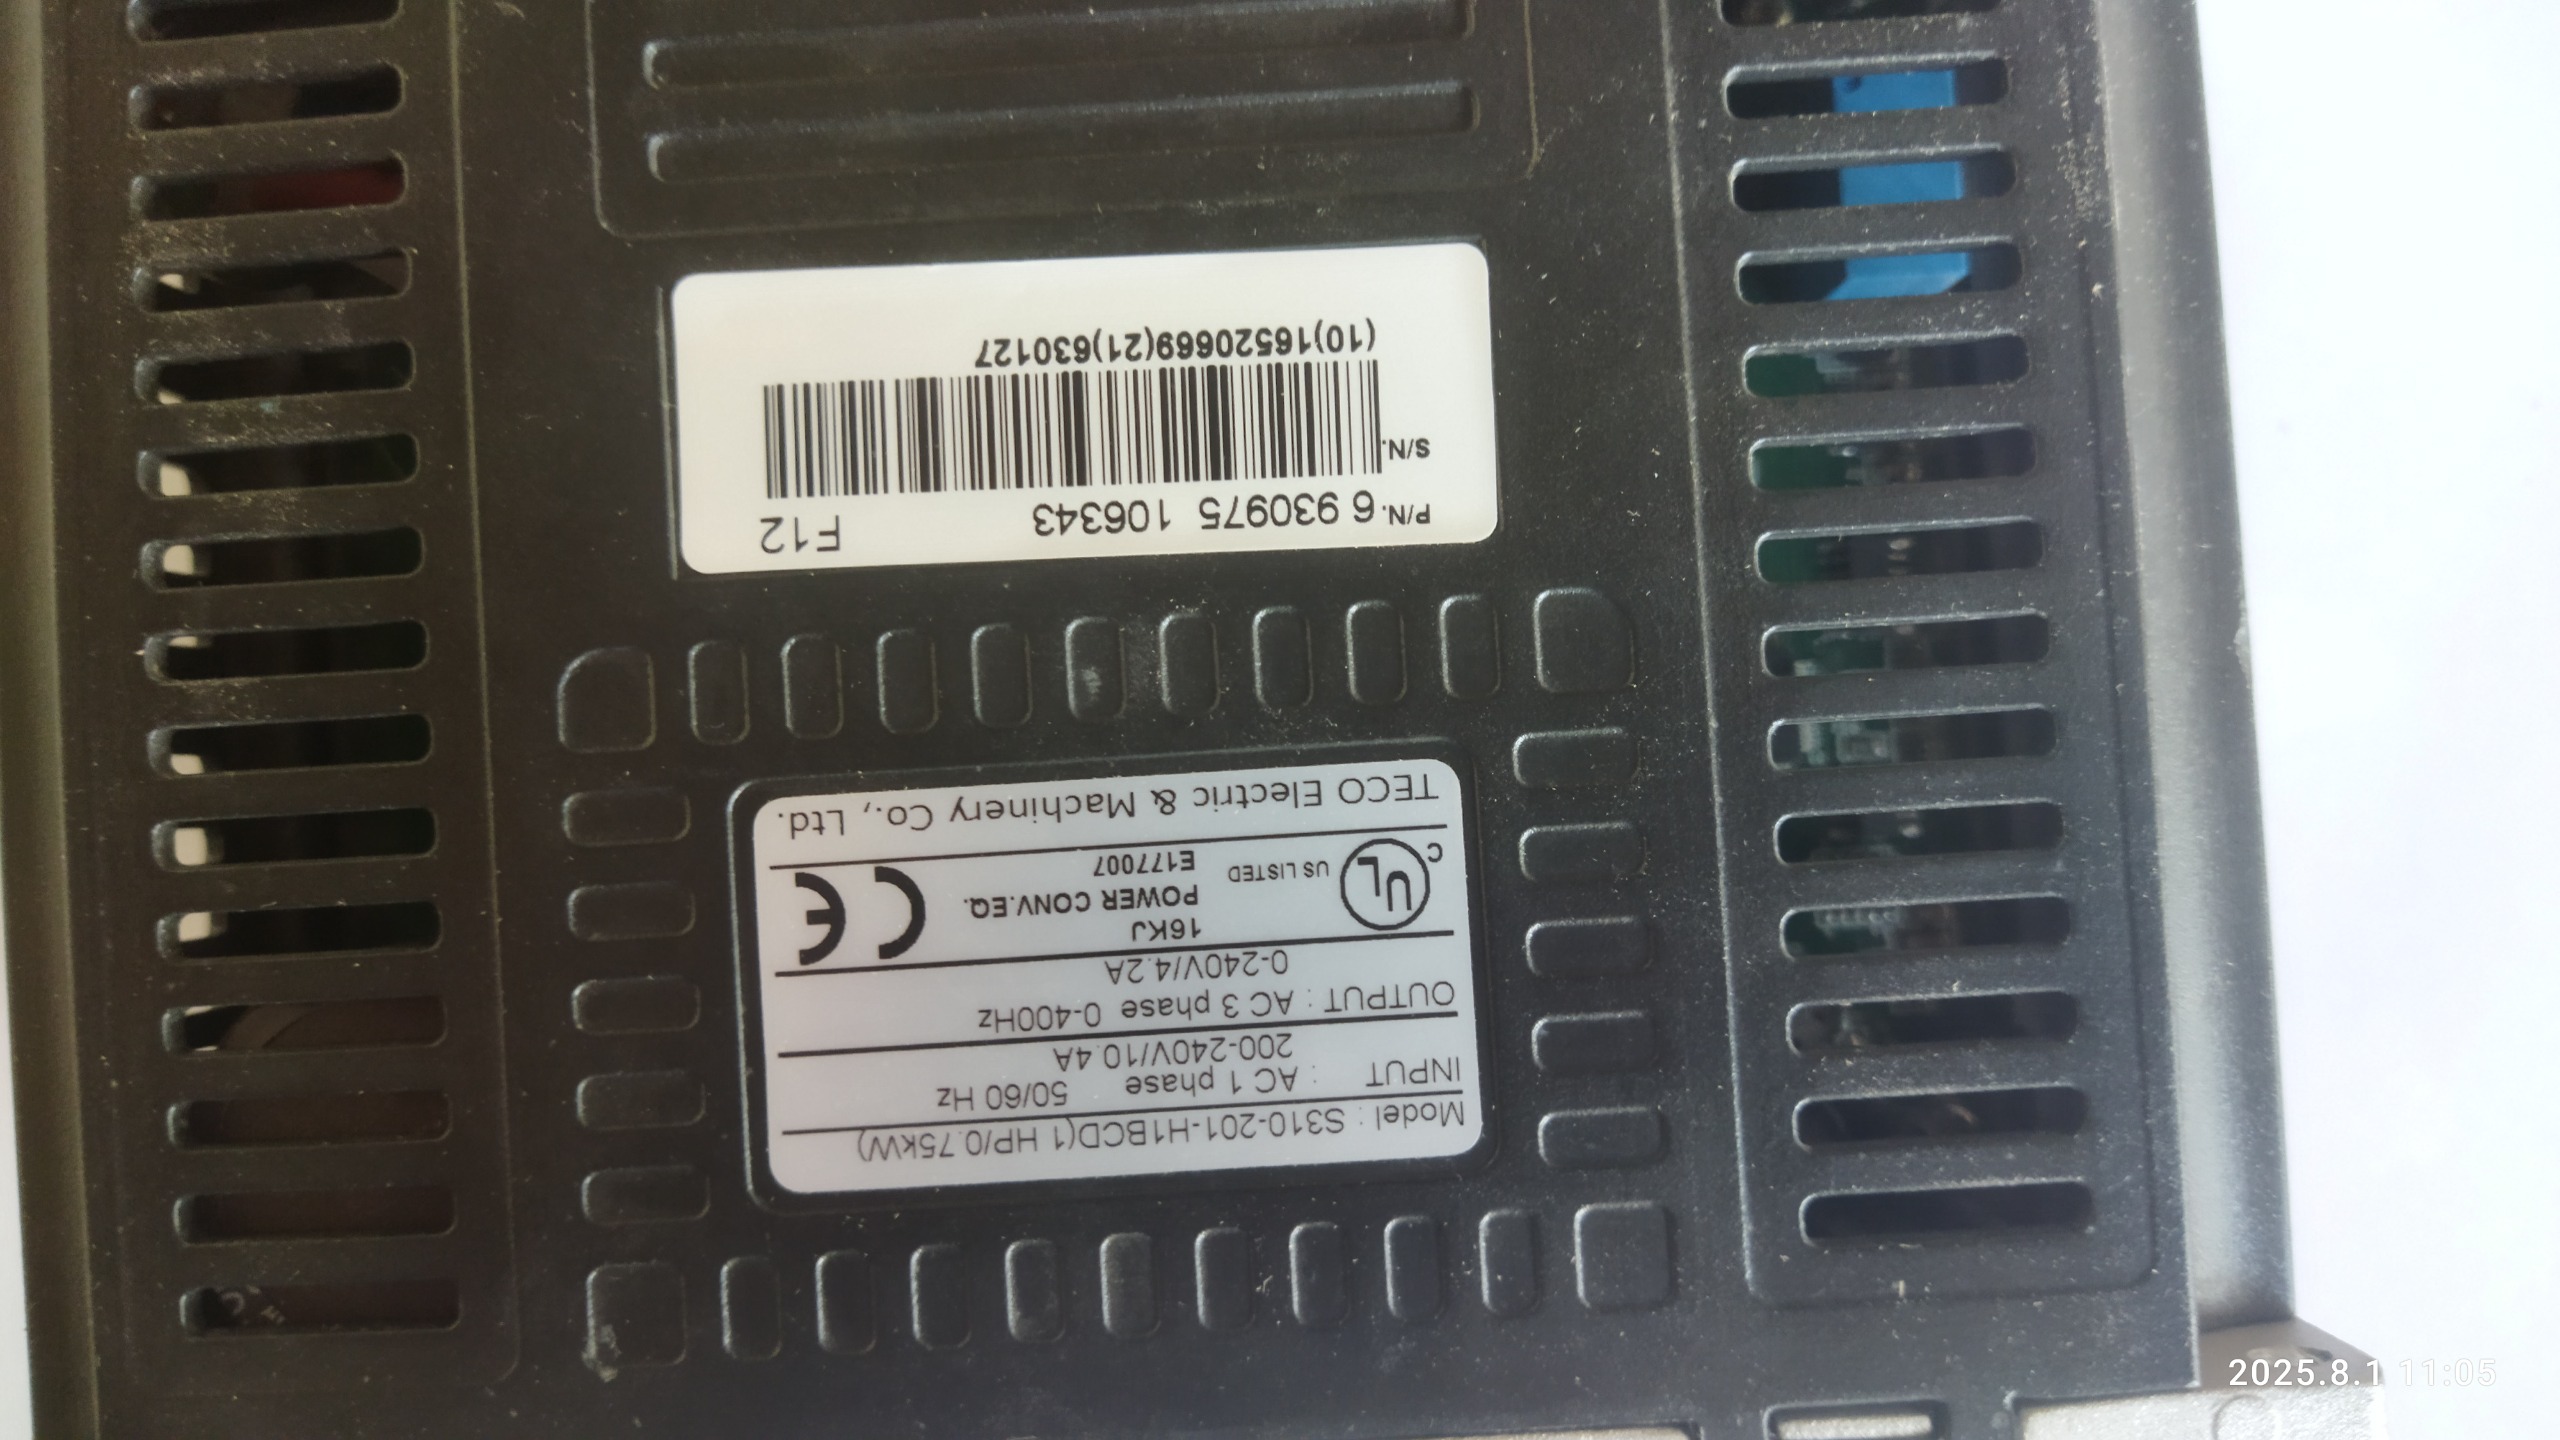 Model : S310-201-H1BCD(1 HP/0.75kW)
INPUT : AC 1 phase 50/60 Hz
200-240V/10.4A
OUTPUT : AC 3 phase 0-400Hz
0-240V/4.2A
16KJ
POWER CONV.EQ.
E177007
C UL US LISTED
CE
TECO Electric & Machinery Co., Ltd.
P/N. 6 930975 106343 F12
S/N.
(10)16520669(21)630127
2025.8.1 11:05